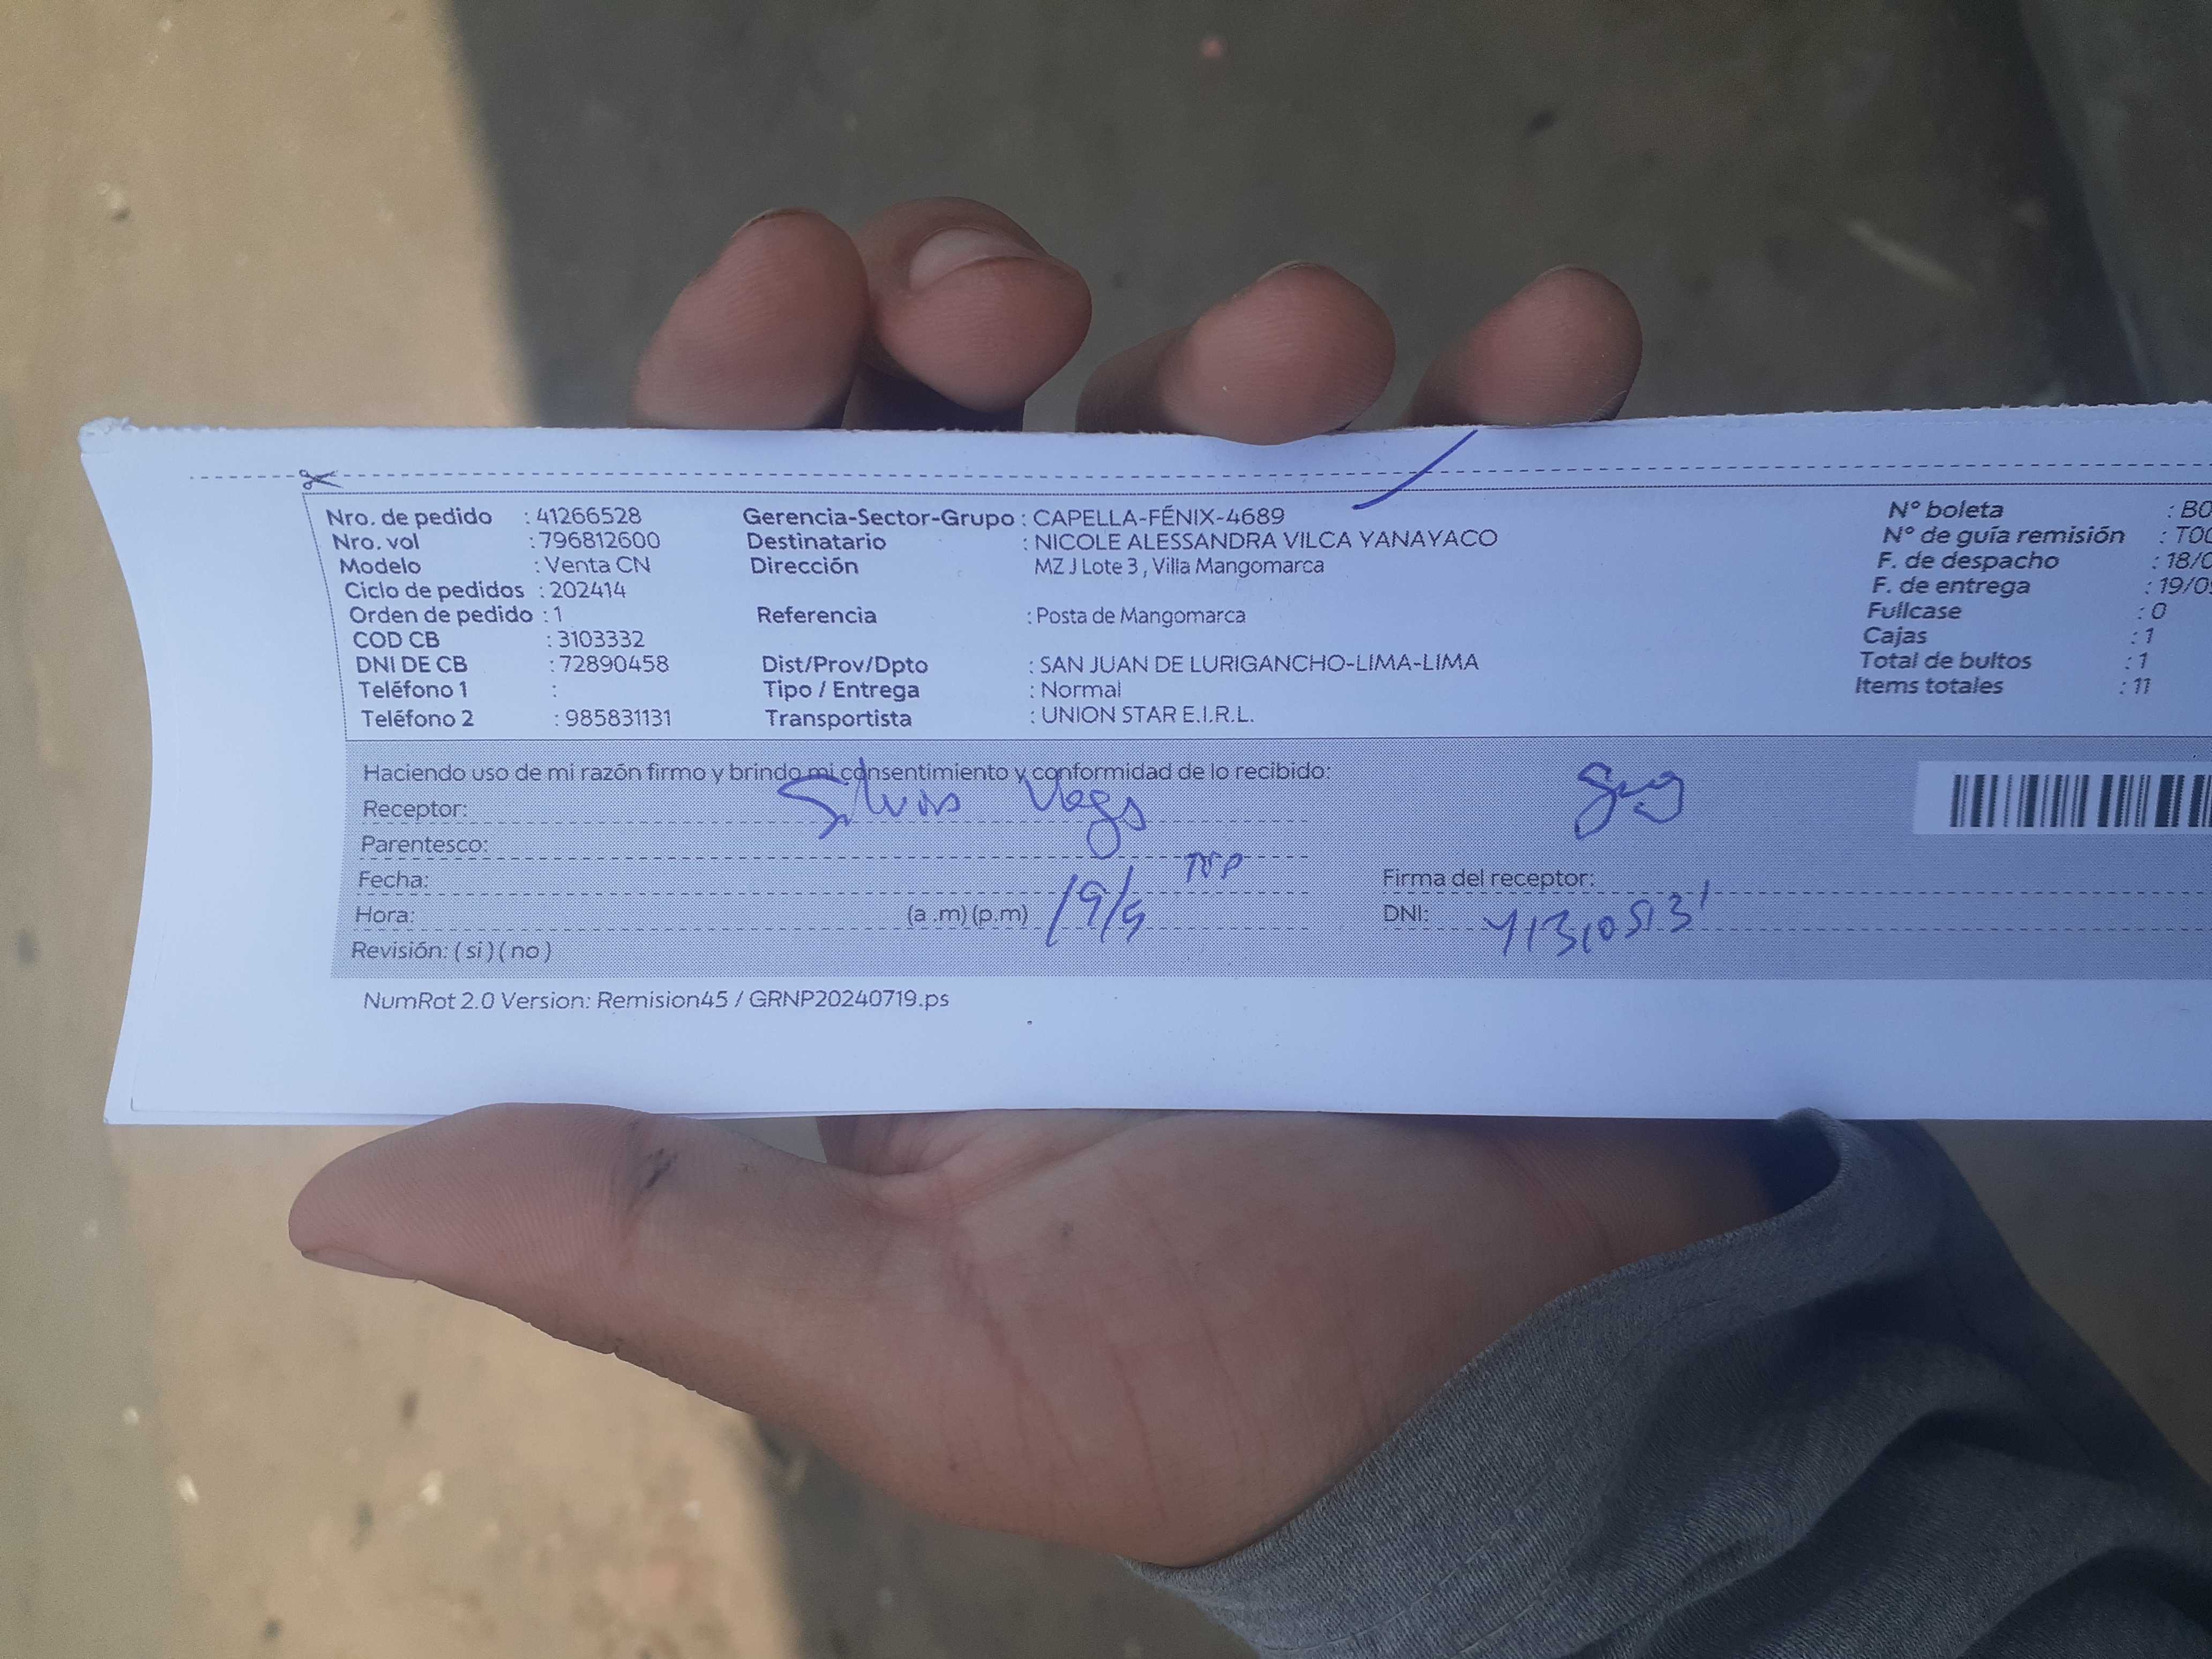 Nro. de pedido : 41266528
Nro. vol : 796812600
Modelo : Venta CN
Ciclo de pedidos : 202414
Orden de pedido : 1
COD CB : 3103332
DNI DE CB : 72890458
Teléfono 1 :
Teléfono 2 : 985831131
Gerencia-Sector-Grupo : CAPELLA-FÉNIX-4689
Destinatario : NICOLE ALESSANDRA VILCA YANAYACO
Dirección MZ J Lote 3 , Villa Mangomarca
Referencia : Posta de Mangomarca
Dist/Prov/Dpto : SAN JUAN DE LURIGANCHO-LIMA-LIMA
Tipo / Entrega : Normal
Transportista : UNION STAR E.I.R.L.
N° boleta : B0
N° de guía remisión : T00
F. de despacho : 18/0
F. de entrega : 19/09
Fullcase : 0
Cajas : 1
Total de bultos : 1
Items totales : 11
Haciendo uso de mi razón firmo y brindo mi consentimiento y conformidad de lo recibido:
Receptor: Silvia Vega
Parentesco:
Fecha:
Hora: (a .m) (p.m) 19/9
Revisión: ( si ) ( no )
Firma del receptor:
DNI:
NumRot 2.0 Version: Remision45 / GRNP20240719.ps